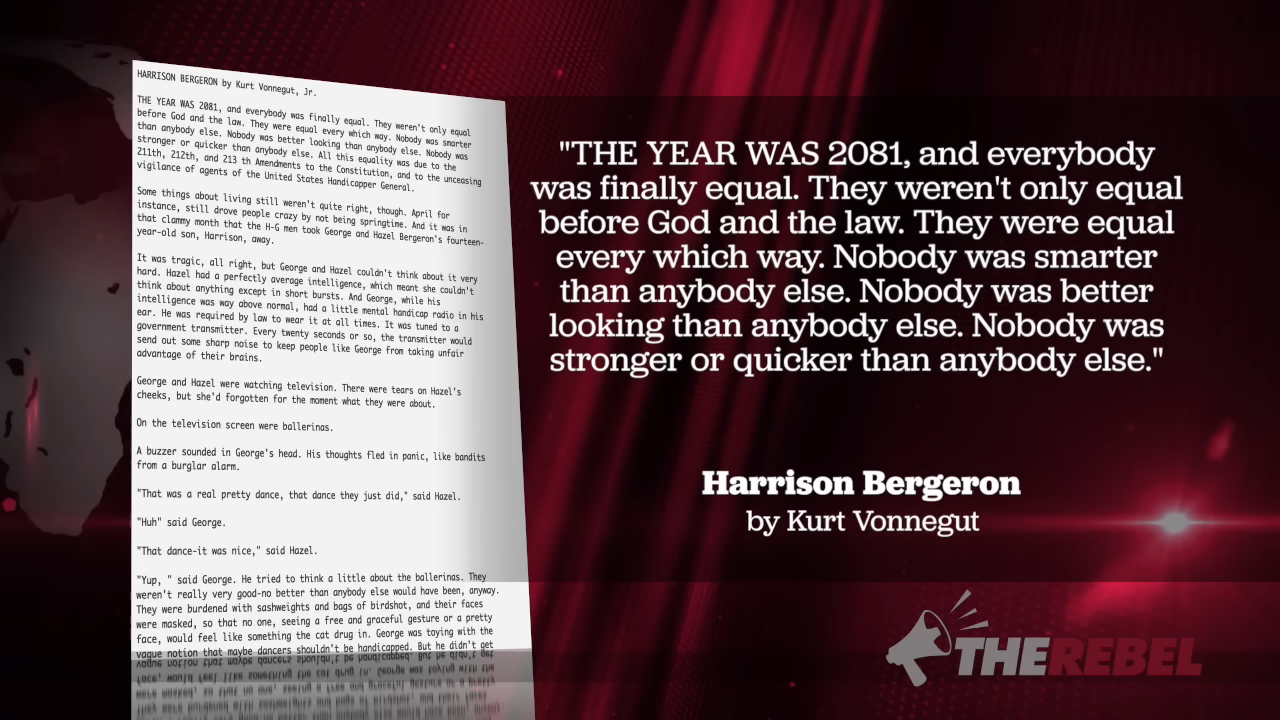 HARRISON BERGERON by Kurt Vonnegut, Jr.
THE YEAR WAS 2081, and everybody was finally equal. They weren't only equal
before God and the law. They were equal every which way. Nobody was smarter
than anybody else. Nobody was better looking than anybody else. Nobody was
stronger or quicker than anybody else. All this equality was due to the
211th, 212th, and 213 th Amendments to the Constitution, and to the unceasing
vigilance of agents of the United States Handicapper General.
Some things about living still weren't quite right, though. April for
instance, still drove people crazy by not being springtime. And it was in
that clammy month that the H-G men took George and Hazel Bergeron's fourteen-
year-old son, Harrison, away.
It was tragic, all right, but George and Hazel couldn't think about it very
hard. Hazel had a perfectly average intelligence, which meant she couldn't
think about anything except in short bursts. And George, while his
intelligence was way above normal, had a little mental handicap radio in his
ear. He was required by law to wear it at all times. It was tuned to a
government transmitter. Every twenty seconds or so, the transmitter would
send out some sharp noise to keep people like George from taking unfair
advantage of their brains.
George and Hazel were watching television. There were tears on Hazel's
cheeks, but she'd forgotten for the moment what they were about.
On the television screen were ballerinas.
A buzzer sounded in George's head. His thoughts fled in panic, like bandits
from a burglar alarm.
"That was a real pretty dance, that dance they just did," said Hazel.
"Huh" said George.
"That dance-it was nice," said Hazel.
"Yup, " said George. He tried to think a little about the ballerinas. They
weren't really very good-no better than anybody else would have been, anyway.
They were burdened with sashweights and bags of birdshot, and their faces
were masked, so that no one, seeing a free and graceful gesture or a pretty
face, would feel like something the cat drug in. George was toying with the
vague notion that maybe dancers shouldn't be handicapped. But he didn't get
"THE YEAR WAS 2081, and everybody
was finally equal. They weren't only equal
before God and the law. They were equal
every which way. Nobody was smarter
than anybody else. Nobody was better
looking than anybody else. Nobody was
stronger or quicker than anybody else."
Harrison Bergeron
by Kurt Vonnegut
THEREBEL